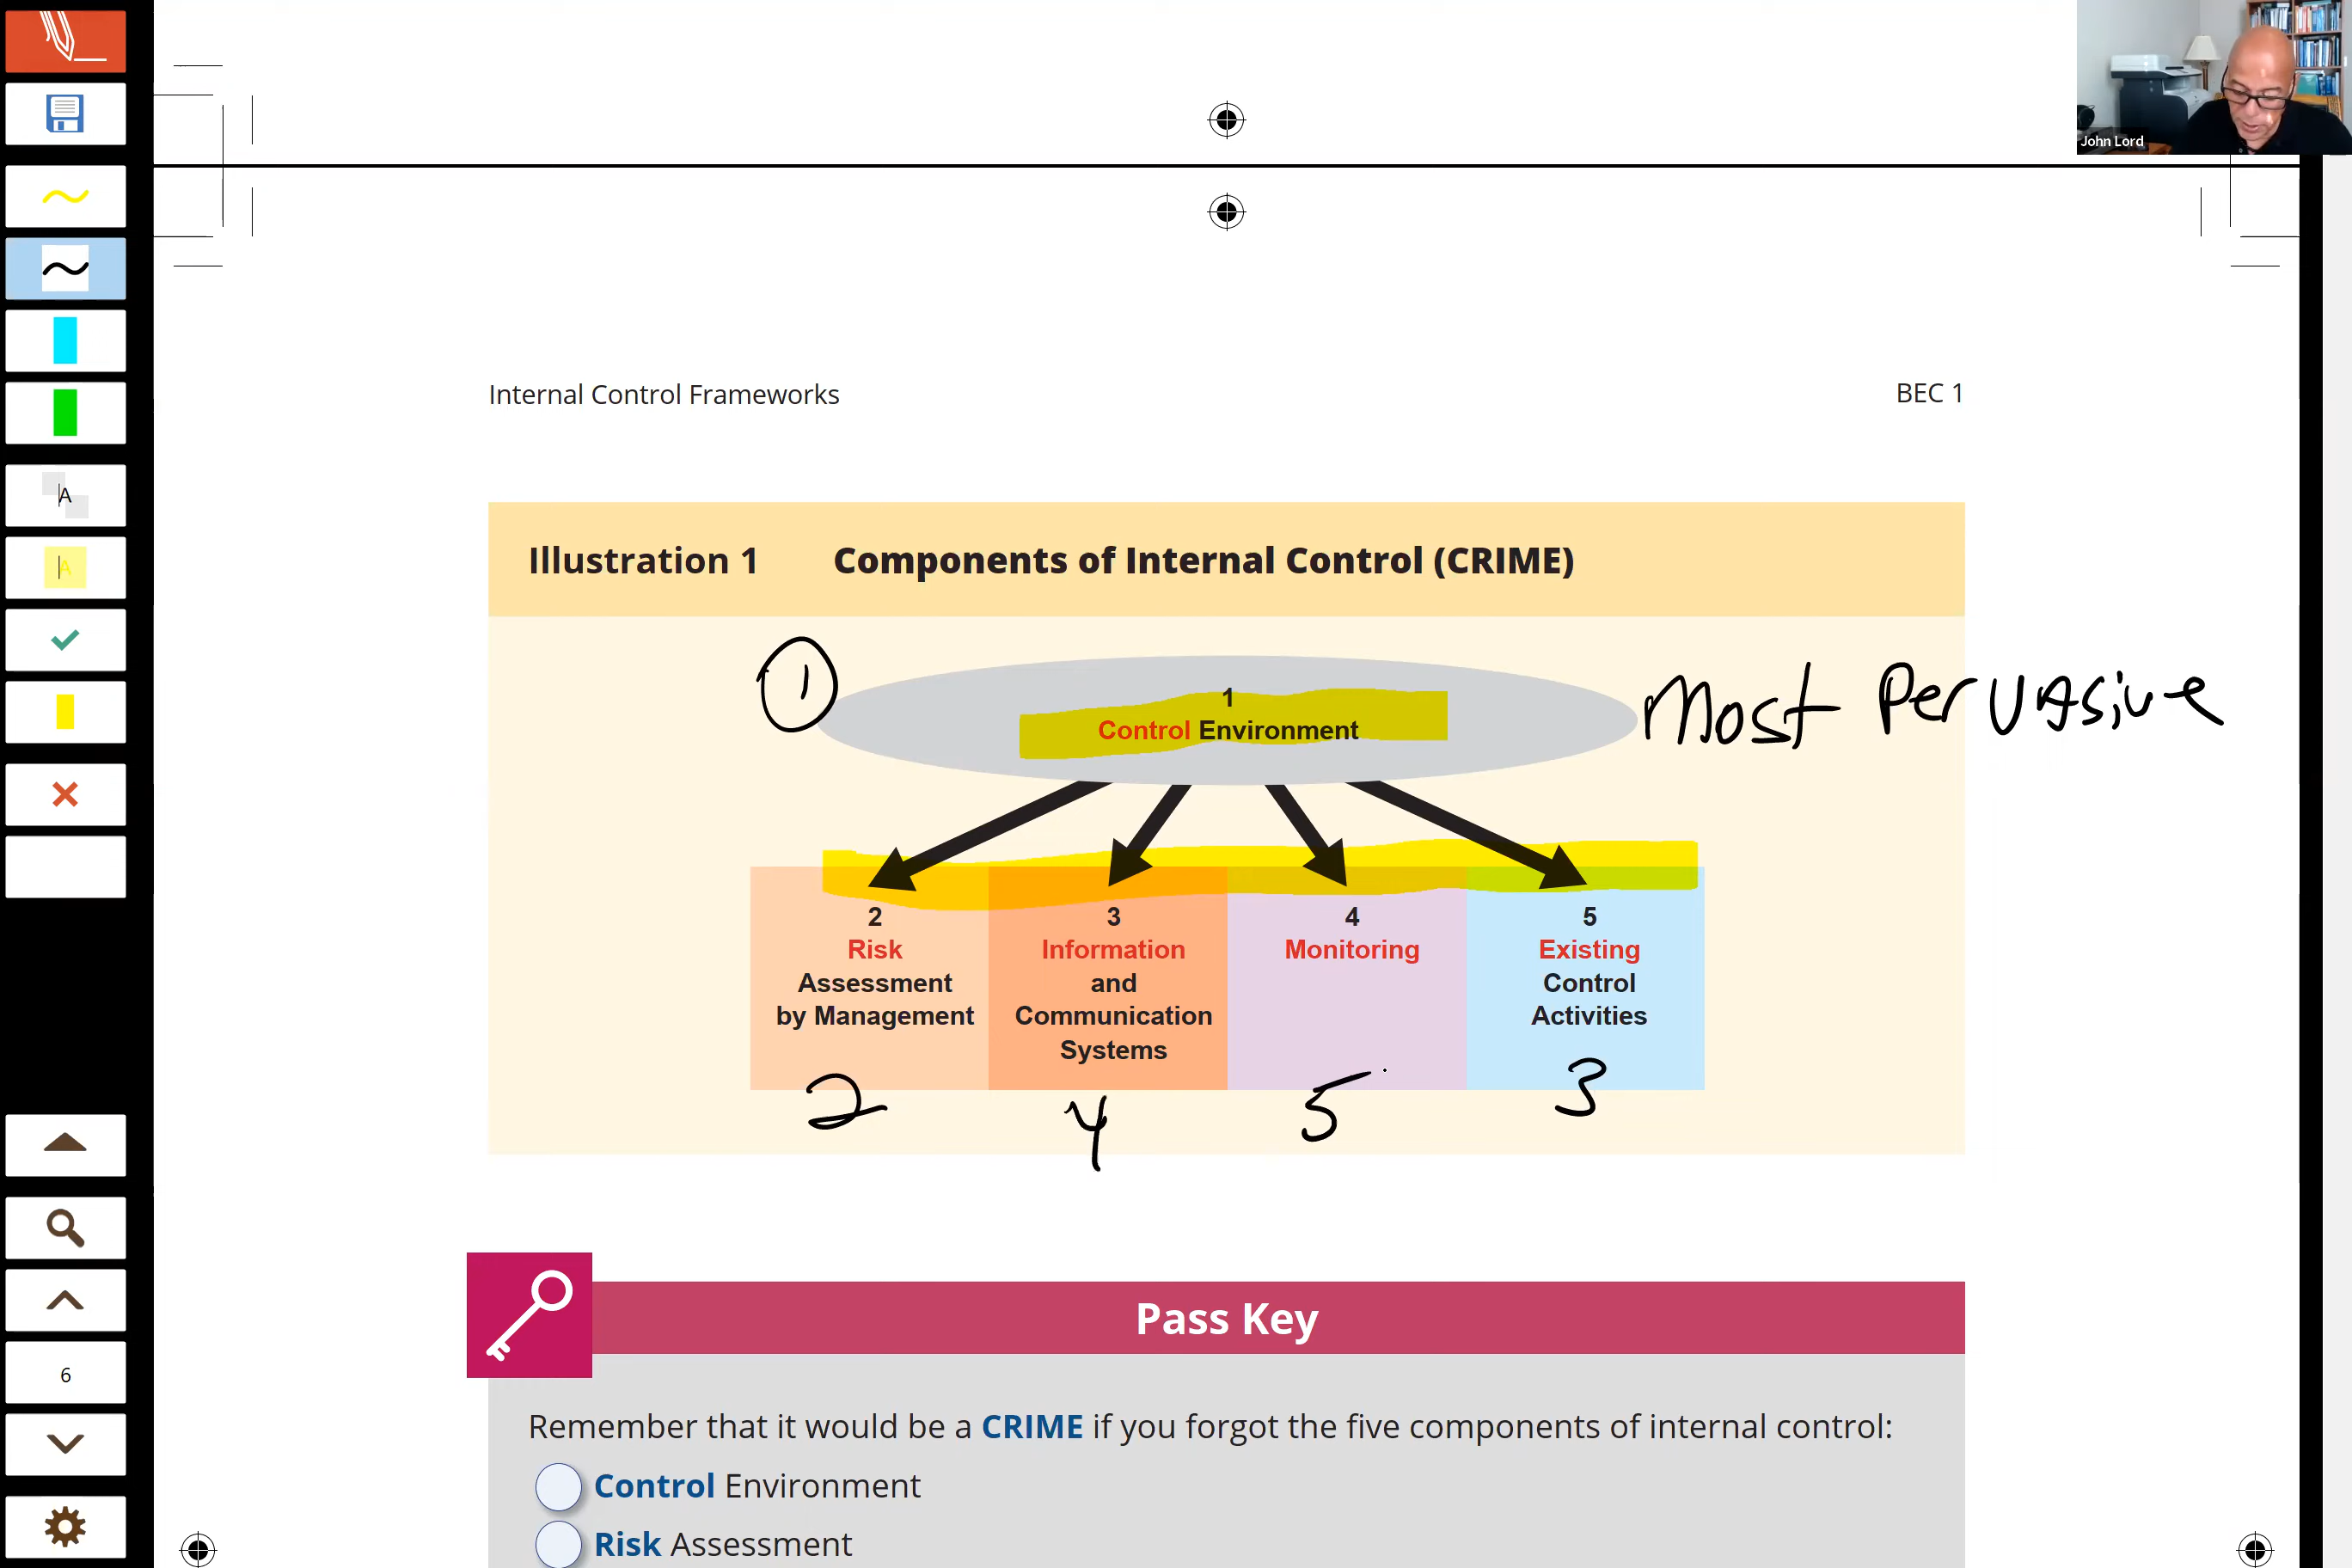 John Lord
A
A
Internal Control Frameworks
BEC 1
Illustration 1 Components of Internal Control (CRIME)
1
1
Control Environment
Most Pervasive
2
Risk
Assessment
by Management
3
Information
and
Communication
Systems
4
Monitoring
5
Existing
Control
Activities
2
4
5
3
Pass Key
Remember that it would be a CRIME if you forgot the five components of internal control:
Control Environment
Risk Assessment
6